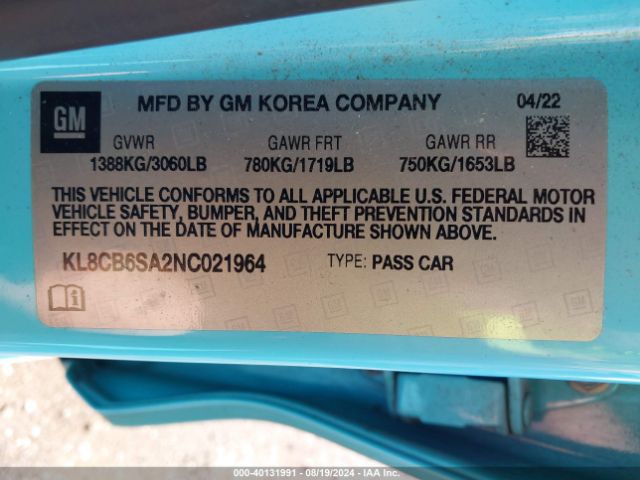 GM MFD BY GM KOREA COMPANY 04/22
GVWR GAWR FRT GAWR RR
1388KG/3060LB 780KG/1719LB 750KG/1653LB
THIS VEHICLE CONFORMS TO ALL APPLICABLE U.S. FEDERAL MOTOR
VEHICLE SAFETY, BUMPER, AND THEFT PREVENTION STANDARDS IN
EFFECT ON THE DATE OF MANUFACTURE SHOWN ABOVE.
KL8CB6SA2NC021964 TYPE: PASS CAR
000-40131991 - 08/19/2024 - IAA Inc.